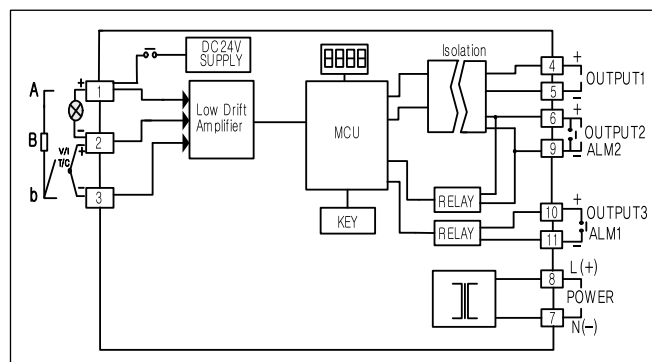 DC24V
SUPPLY
8888
Isolation
4
+
OUTPUT1
5
−
A
+
1
−
Low Drift
Amplifier
MCU
B
−
2
+
V/I
T/C
b
−
3
6
+
OUTPUT2
9
−
ALM2
KEY
RELAY
RELAY
10
+
OUTPUT3
11
−
ALM1
8
L(+)
POWER
7
N(−)